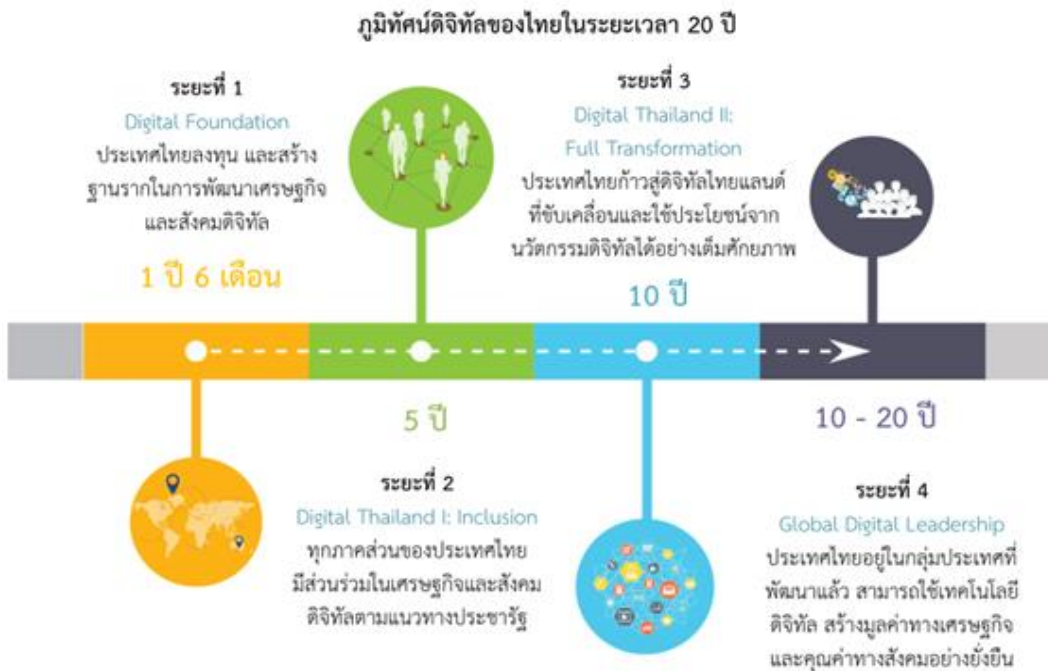 ภูมิทัศน์ดิจิทัลของไทยในระยะเวลา 20 ปี
ระยะที่ 1
Digital Foundation
ประเทศไทยลงทุน และสร้าง
ฐานรากในการพัฒนาเศรษฐกิจ
และสังคมดิจิทัล
1 ปี 6 เดือน
5 ปี
ระยะที่ 2
Digital Thailand I: Inclusion
ทุกภาคส่วนของประเทศไทย
มีส่วนร่วมในเศรษฐกิจและสังคม
ดิจิทัลตามแนวทางประชารัฐ
ระยะที่ 3
Digital Thailand II:
Full Transformation
ประเทศไทยก้าวสู่ดิจิทัลไทยแลนด์
ที่ขับเคลื่อนและใช้ประโยชน์จาก
นวัตกรรมดิจิทัลได้อย่างเต็มศักยภาพ
10 ปี
10 - 20 ปี
ระยะที่ 4
Global Digital Leadership
ประเทศไทยอยู่ในกลุ่มประเทศที่
พัฒนาแล้ว สามารถใช้เทคโนโลยี
ดิจิทัล สร้างมูลค่าทางเศรษฐกิจ
และคุณค่าทางสังคมอย่างยั่งยืน